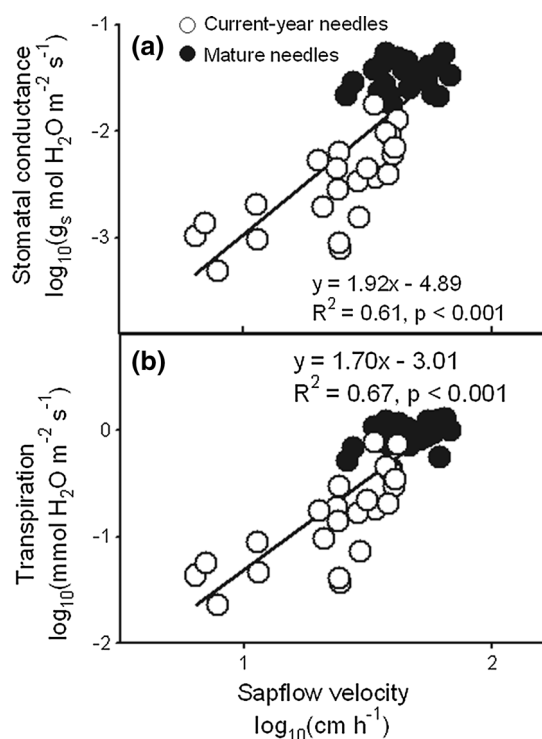 ○ Current-year needles
● Mature needles
(a)
Stomatal conductance
log₁₀(gₛ mol H₂O m⁻² s⁻¹)
-1
-2
-3
y = 1.92x - 4.89
R² = 0.61, p < 0.001
(b)
y = 1.70x - 3.01
R² = 0.67, p < 0.001
Transpiration
log₁₀(mmol H₂O m⁻² s⁻¹)
0
-1
-2
1 2
Sapflow velocity
log₁₀(cm h⁻¹)